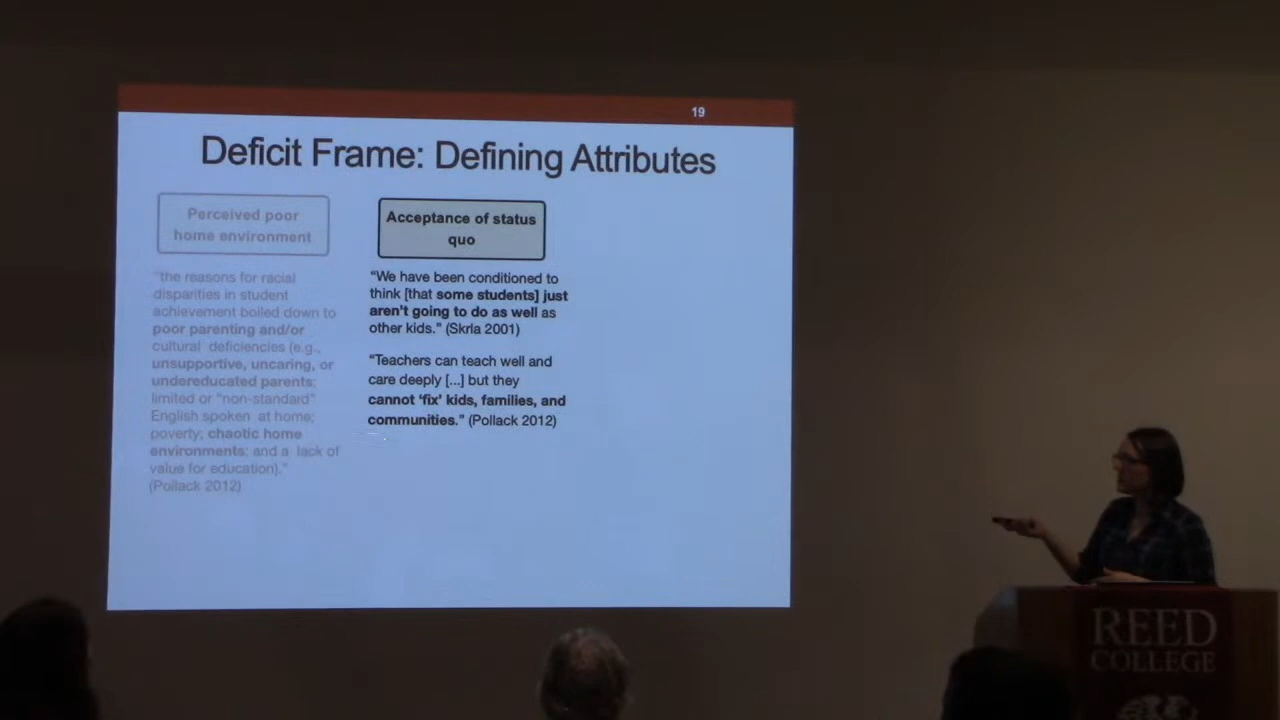 19
Deficit Frame: Defining Attributes
Perceived poor
home environment
"the reasons for racial
disparities in student
achievement boiled down to
poor parenting and/or
cultural deficiencies (e.g.,
unsupportive, uncaring, or
undereducated parents;
limited or "non-standard"
English spoken at home;
poverty; chaotic home
environments; and a lack of
value for education)."
(Pollack 2012)
Acceptance of status
quo
"We have been conditioned to
think [that some students] just
aren't going to do as well as
other kids." (Skrla 2001)
"Teachers can teach well and
care deeply [...] but they
cannot 'fix' kids, families, and
communities." (Pollack 2012)
REED
COLLEGE